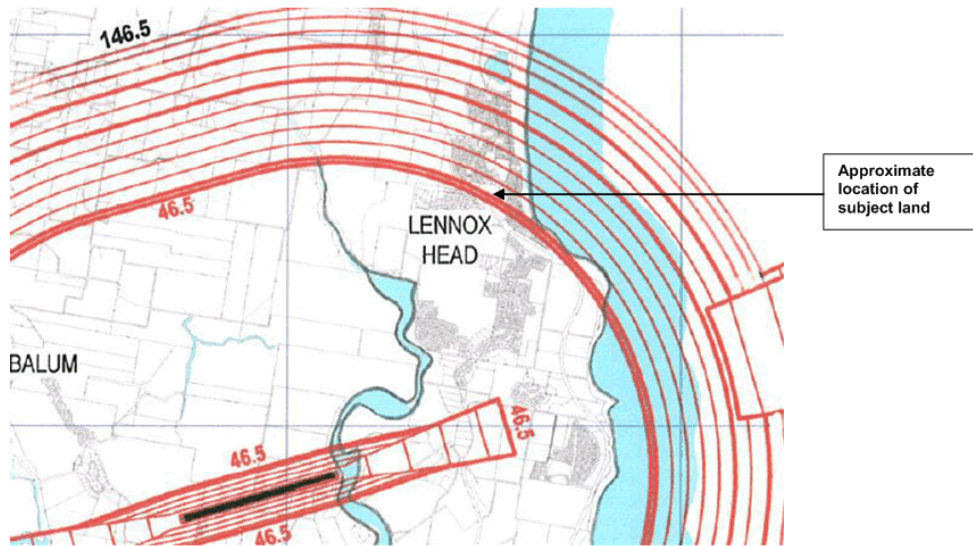 146.5
Approximate
location of
subject land
46.5
LENNOX
HEAD
BALUM
46.5
46.5
46.5